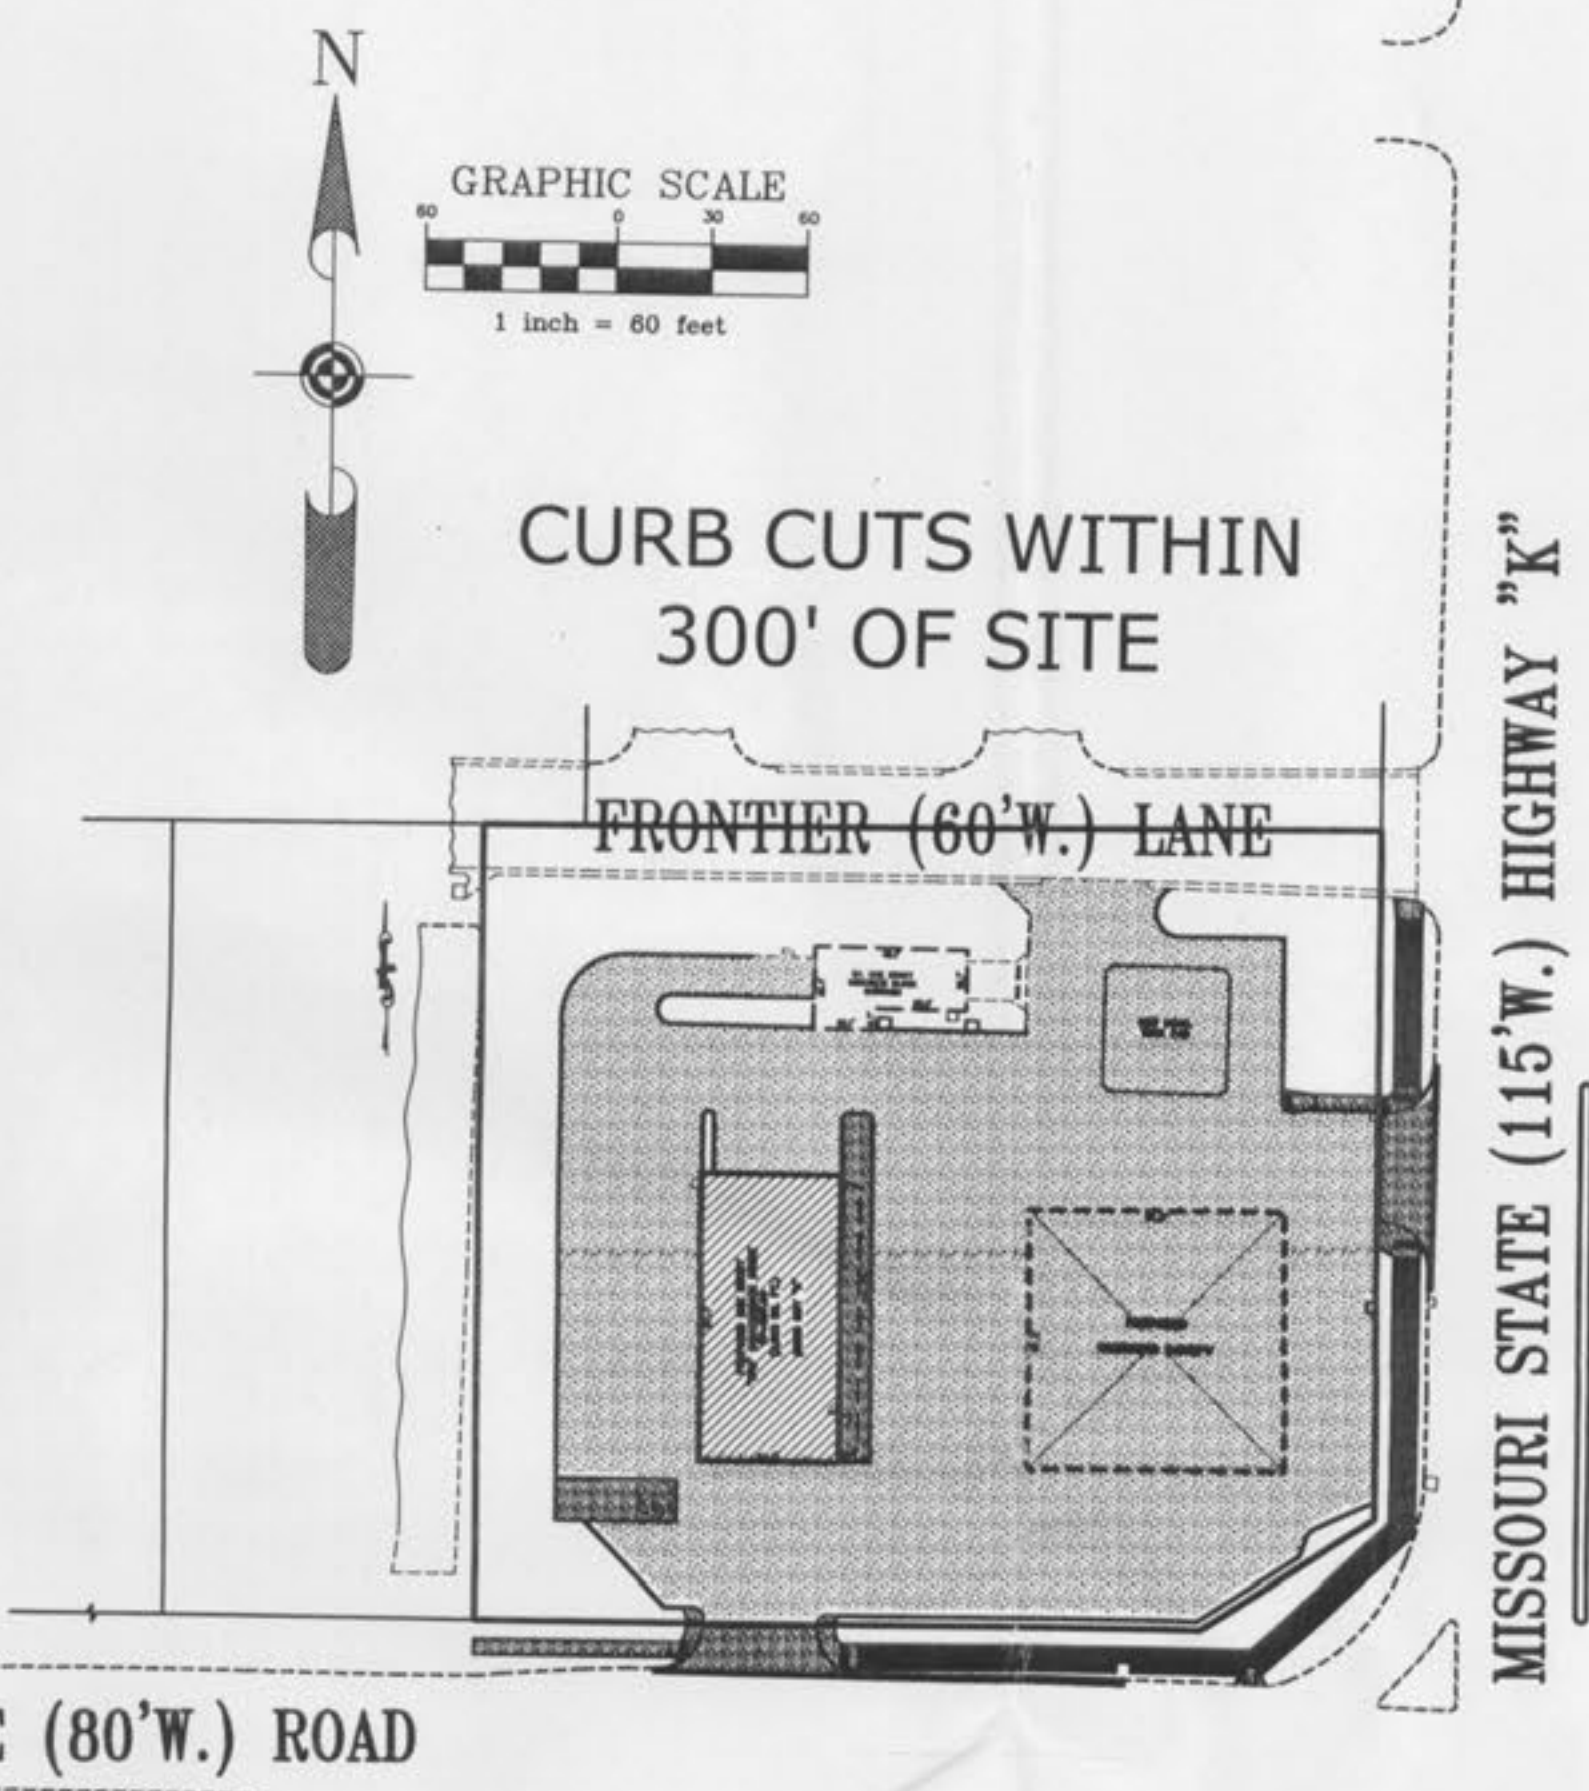 N
GRAPHIC SCALE
60 0 30 60
1 inch = 60 feet
CURB CUTS WITHIN
300' OF SITE
FRONTIER (60'W.) LANE
MISSOURI STATE (115'W.) HIGHWAY "K"
(80'W.) ROAD